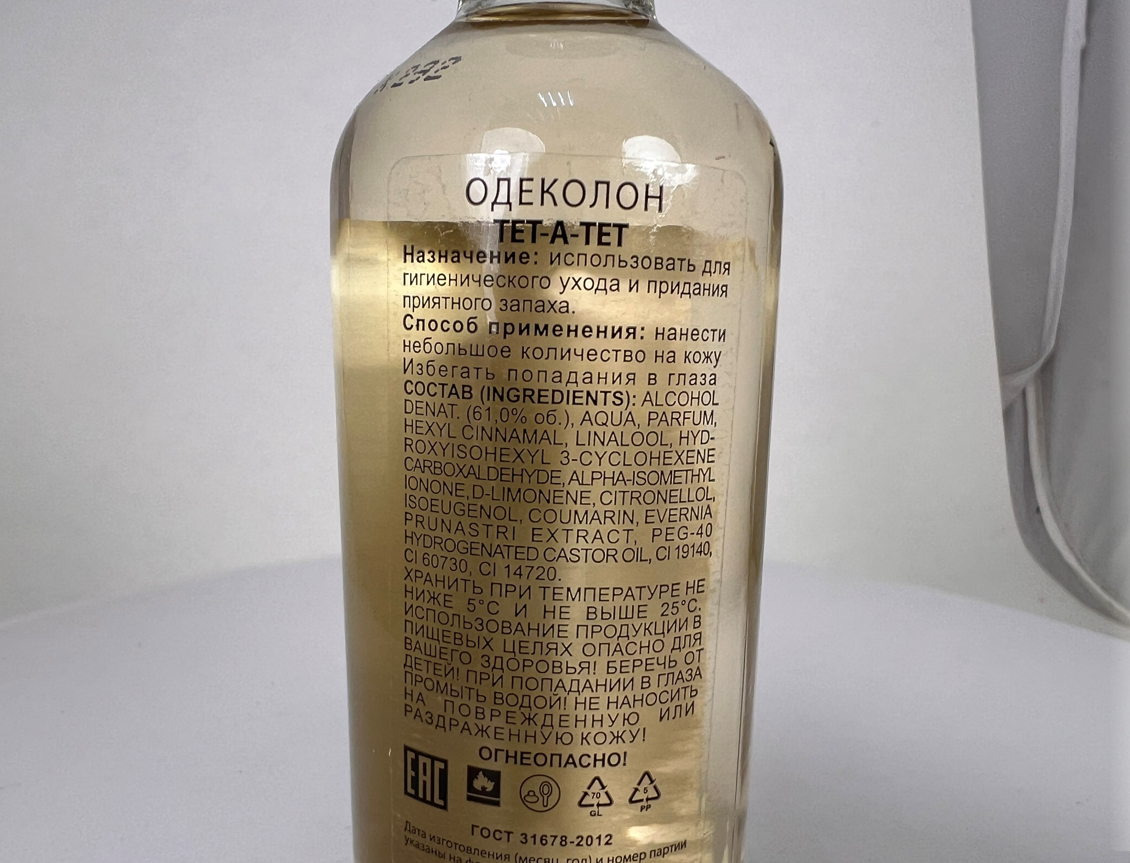 ОДЕКОЛОН
ТЕТ-А-ТЕТ
Назначение: использовать для
гигиенического ухода и придания
приятного запаха.
Способ применения: нанести
небольшое количество на кожу
Избегать попадания в глаза
СОСТАВ (INGREDIENTS): ALCOHOL
DENAT. (61,0% об.), AQUA, PARFUM,
HEXYL CINNAMAL, LINALOOL, HYD-
ROXYISOHEXYL 3-CYCLOHEXENE
CARBOXALDEHYDE, ALPHA-ISOMETHYL
IONONE, D-LIMONENE, CITRONELLOL,
ISOEUGENOL, COUMARIN, EVERNIA
PRUNASTRI EXTRACT, PEG-40
HYDROGENATED CASTOR OIL, CI 19140,
CI 60730, CI 14720.
ХРАНИТЬ ПРИ ТЕМПЕРАТУРЕ НЕ
НИЖЕ 5°С И НЕ ВЫШЕ 25°С.
ИСПОЛЬЗОВАНИЕ ПРОДУКЦИИ В
ПИЩЕВЫХ ЦЕЛЯХ ОПАСНО ДЛЯ
ВАШЕГО ЗДОРОВЬЯ! БЕРЕЧЬ ОТ
ДЕТЕЙ! ПРИ ПОПАДАНИИ В ГЛАЗА
ПРОМЫТЬ ВОДОЙ! НЕ НАНОСИТЬ
НА ПОВРЕЖДЕННУЮ ИЛИ
РАЗДРАЖЕННУЮ КОЖУ!
ОГНЕОПАСНО!
EAC
70
GL
5
PP
ГОСТ 31678-2012
Дата изготовления (месяц, год) и номер партии
указаны на